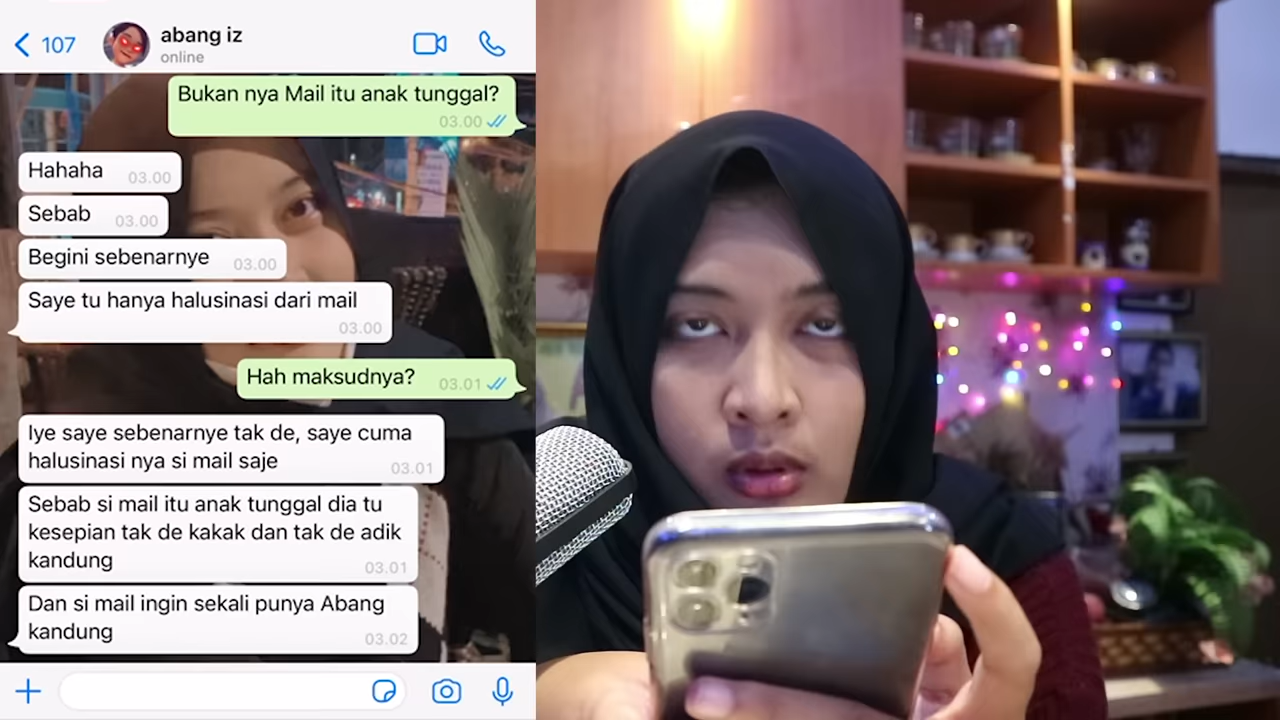 107
abang iz
online
Bukan nya Mail itu anak tunggal?
03.00
Hahaha 03.00
Sebab 03.00
Begini sebenarnye 03.00
Saye tu hanya halusinasi dari mail
03.00
Hah maksudnya? 03.01
Iye saye sebenarnye tak de, saye cuma
halusinasi nya si mail saje
03.01
Sebab si mail itu anak tunggal dia tu
kesepian tak de kakak dan tak de adik
kandung
03.01
Dan si mail ingin sekali punya Abang
kandung
03.02